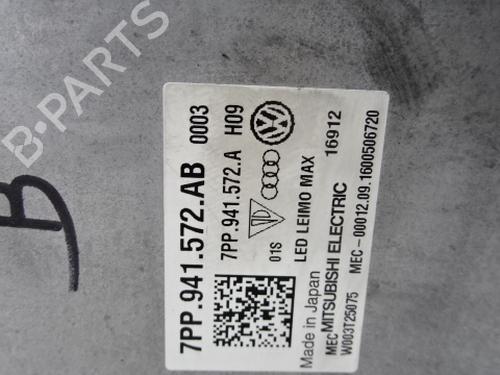 B-PARTS
B
7PP.941.572.AB 0003
7PP.941.572.A H09
01S
LED LEIMO MAX 16912
Made in Japan
MEC MITSUBISHI ELECTRIC
W003T25075 MEC-00012.09.1600506720